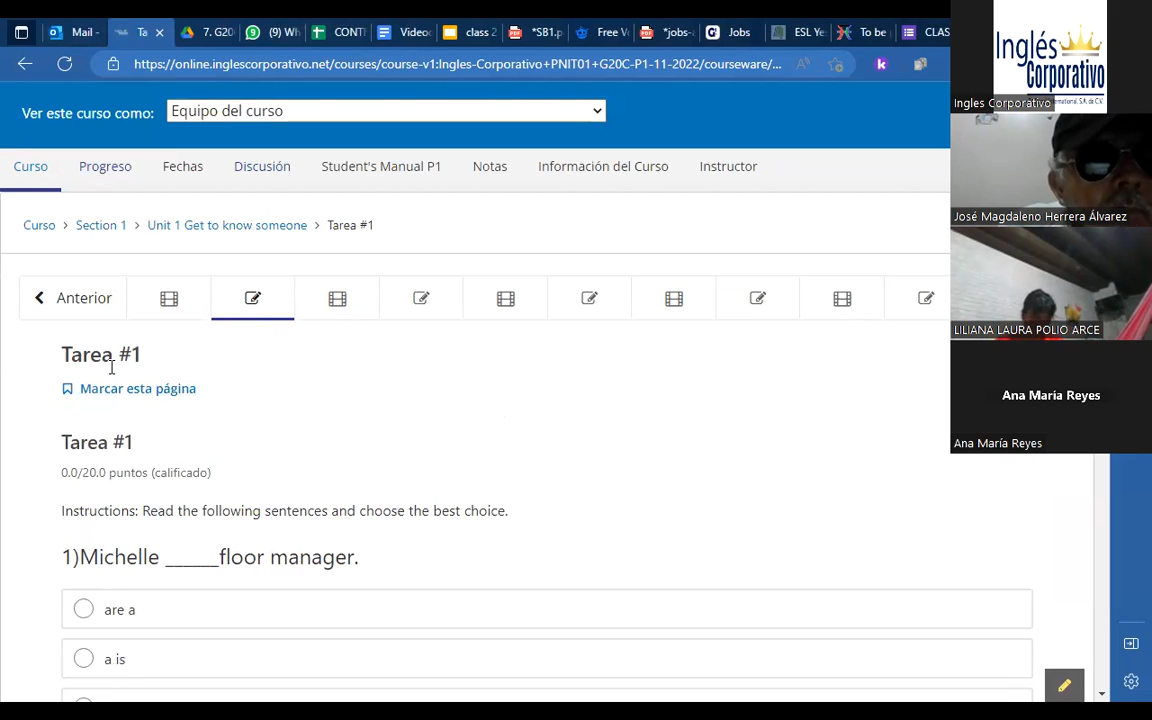 Mail -
Ta
7. G20
(9) Wh
CONT
Videoc
class 2
*SB1.p
Free V
*jobs-
Jobs
ESL Ye
To be
CLAS
https://online.inglescorporativo.net/courses/course-v1:Ingles-Corporativo+PNIT01+G20C-P1-11-2022/courseware/...
Inglés
Corporativo
International. S.A. de C.V.
Ingles Corporativo
Ver este curso como:
Equipo del curso
Curso
Progreso
Fechas
Discusión
Student's Manual P1
Notas
Información del Curso
Instructor
José Magdaleno Herrera Álvarez
Curso > Section 1 > Unit 1 Get to know someone > Tarea #1
Anterior
LILIANA LAURA POLIO ARCE
Tarea #1
Marcar esta página
Ana María Reyes
Ana María Reyes
Tarea #1
0.0/20.0 puntos (calificado)
Instructions: Read the following sentences and choose the best choice.
1)Michelle ______floor manager.
are a
a is